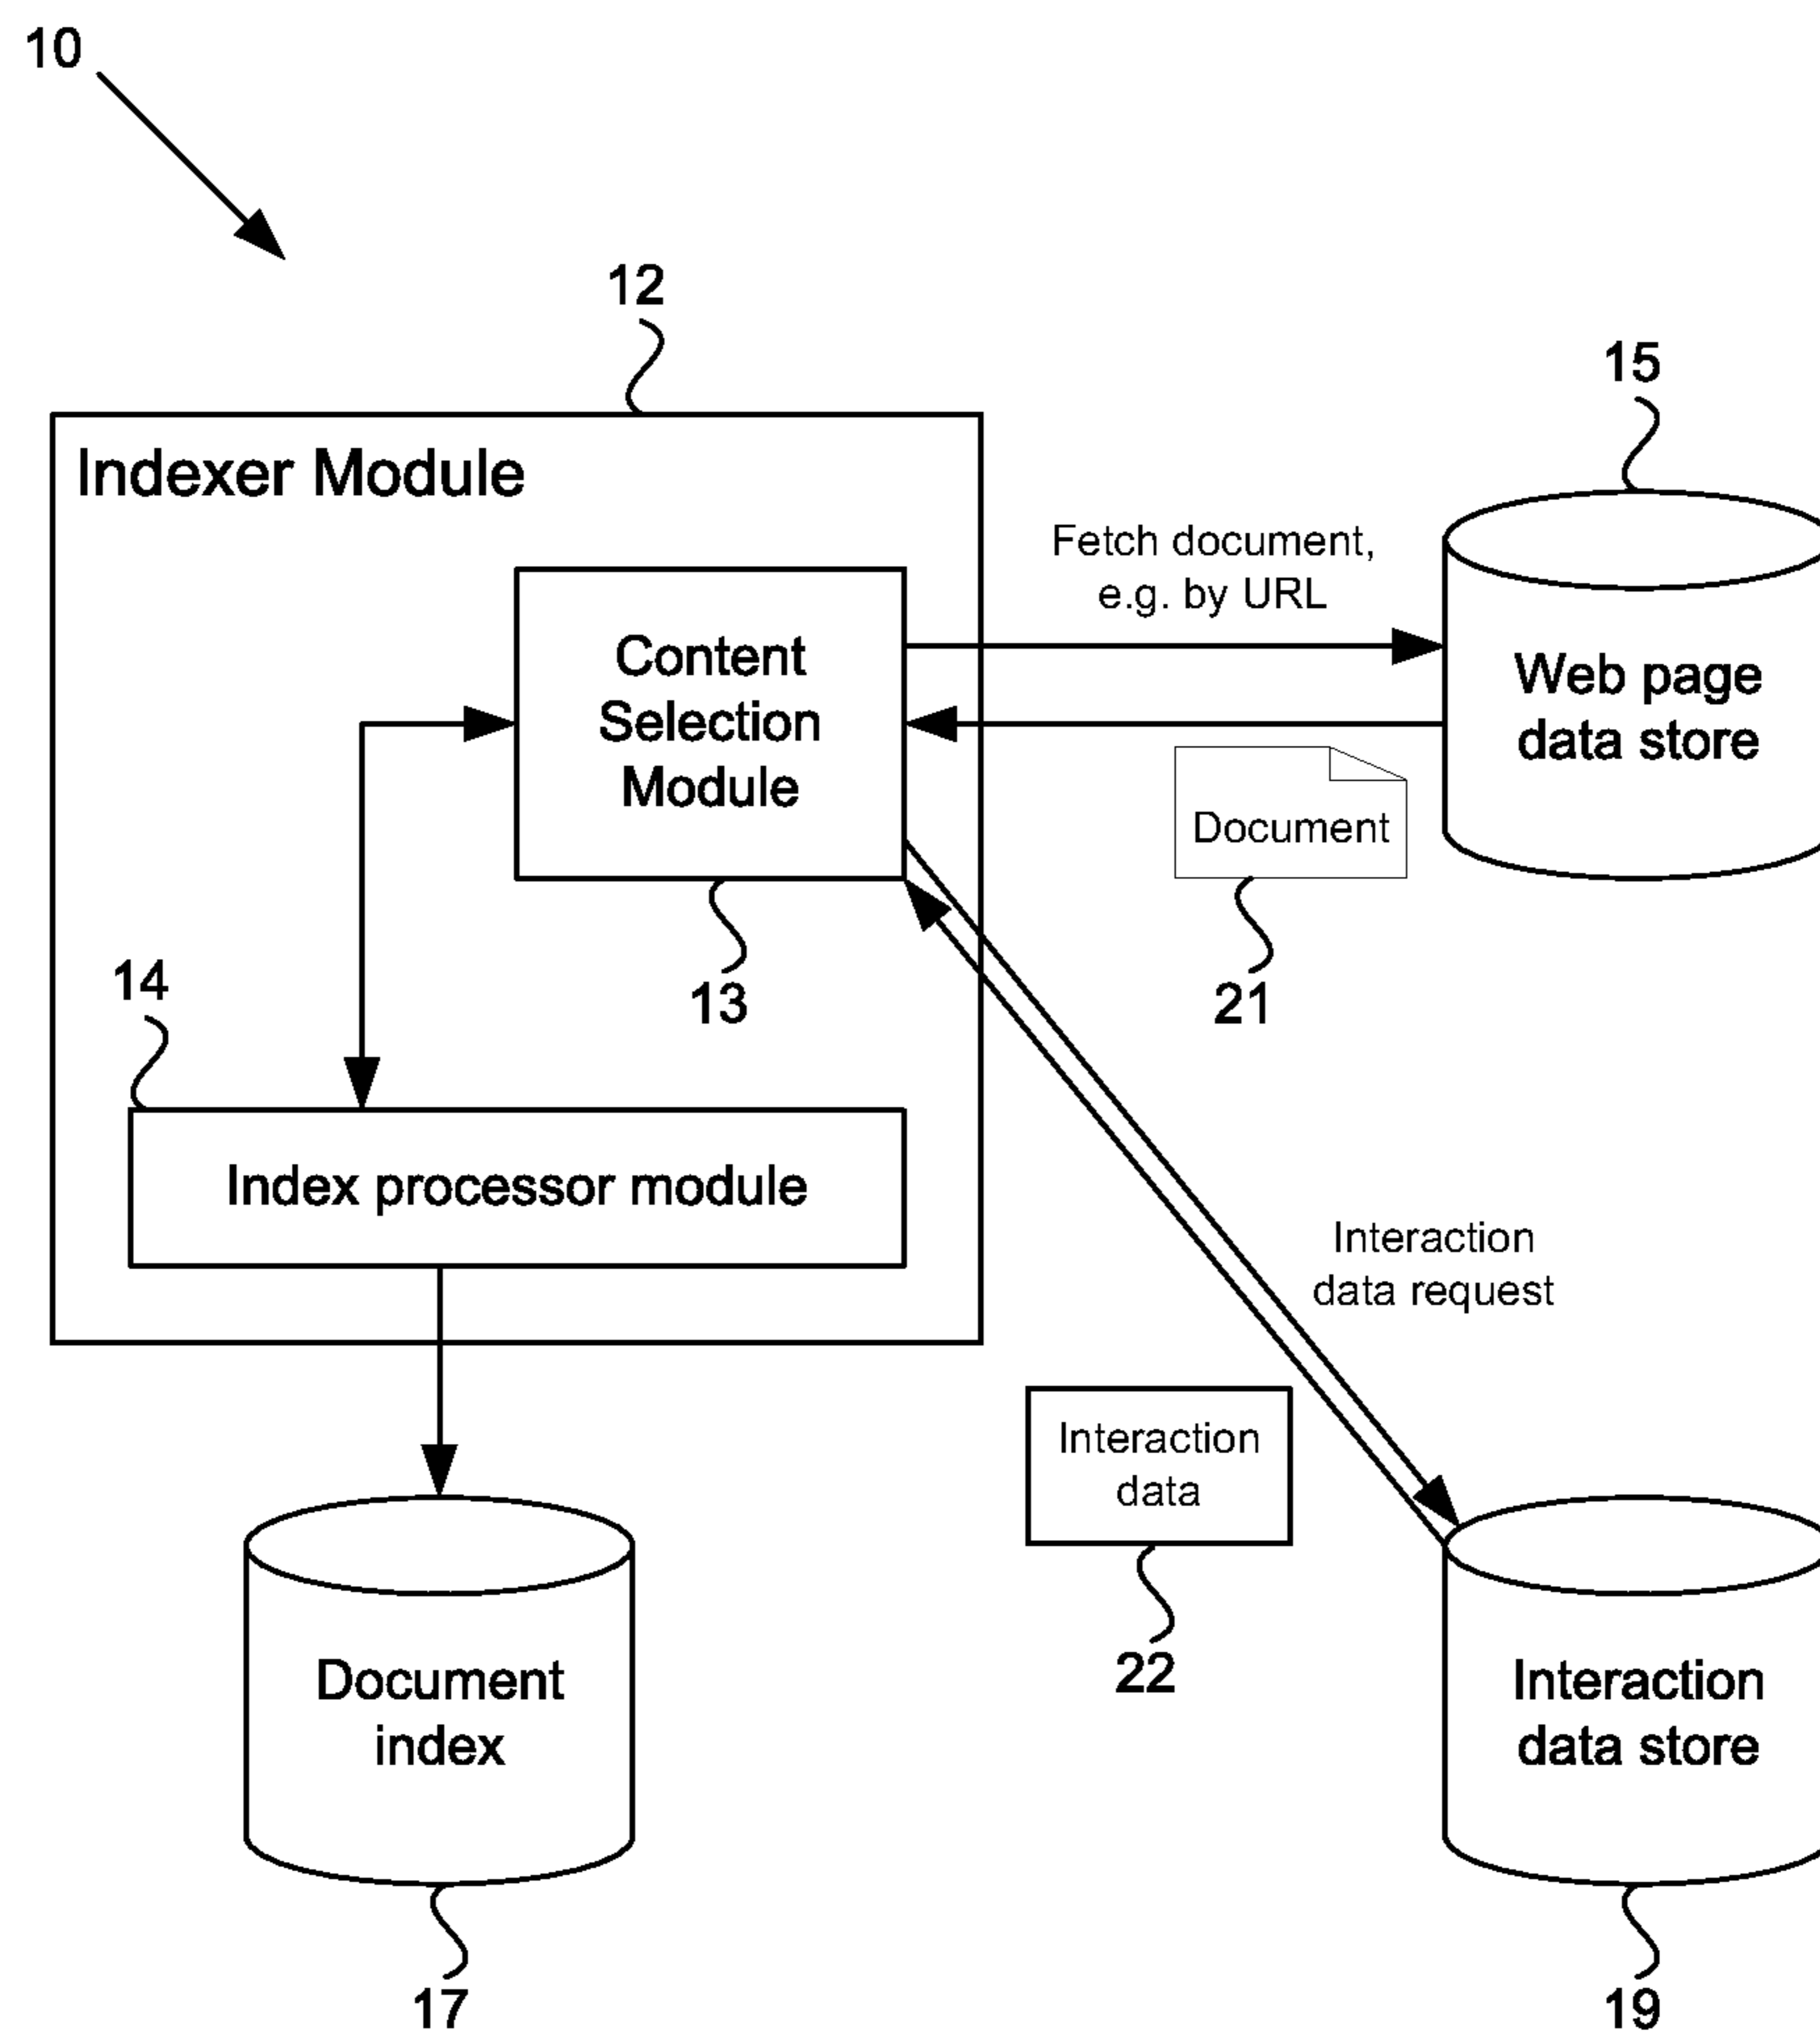 10
12
15
Indexer Module
Fetch document,
e.g. by URL
Content
Selection
Module
Web page
data store
Document
14
13
21
Index processor module
Interaction
data request
Interaction
data
22
Document
index
Interaction
data store
17
19